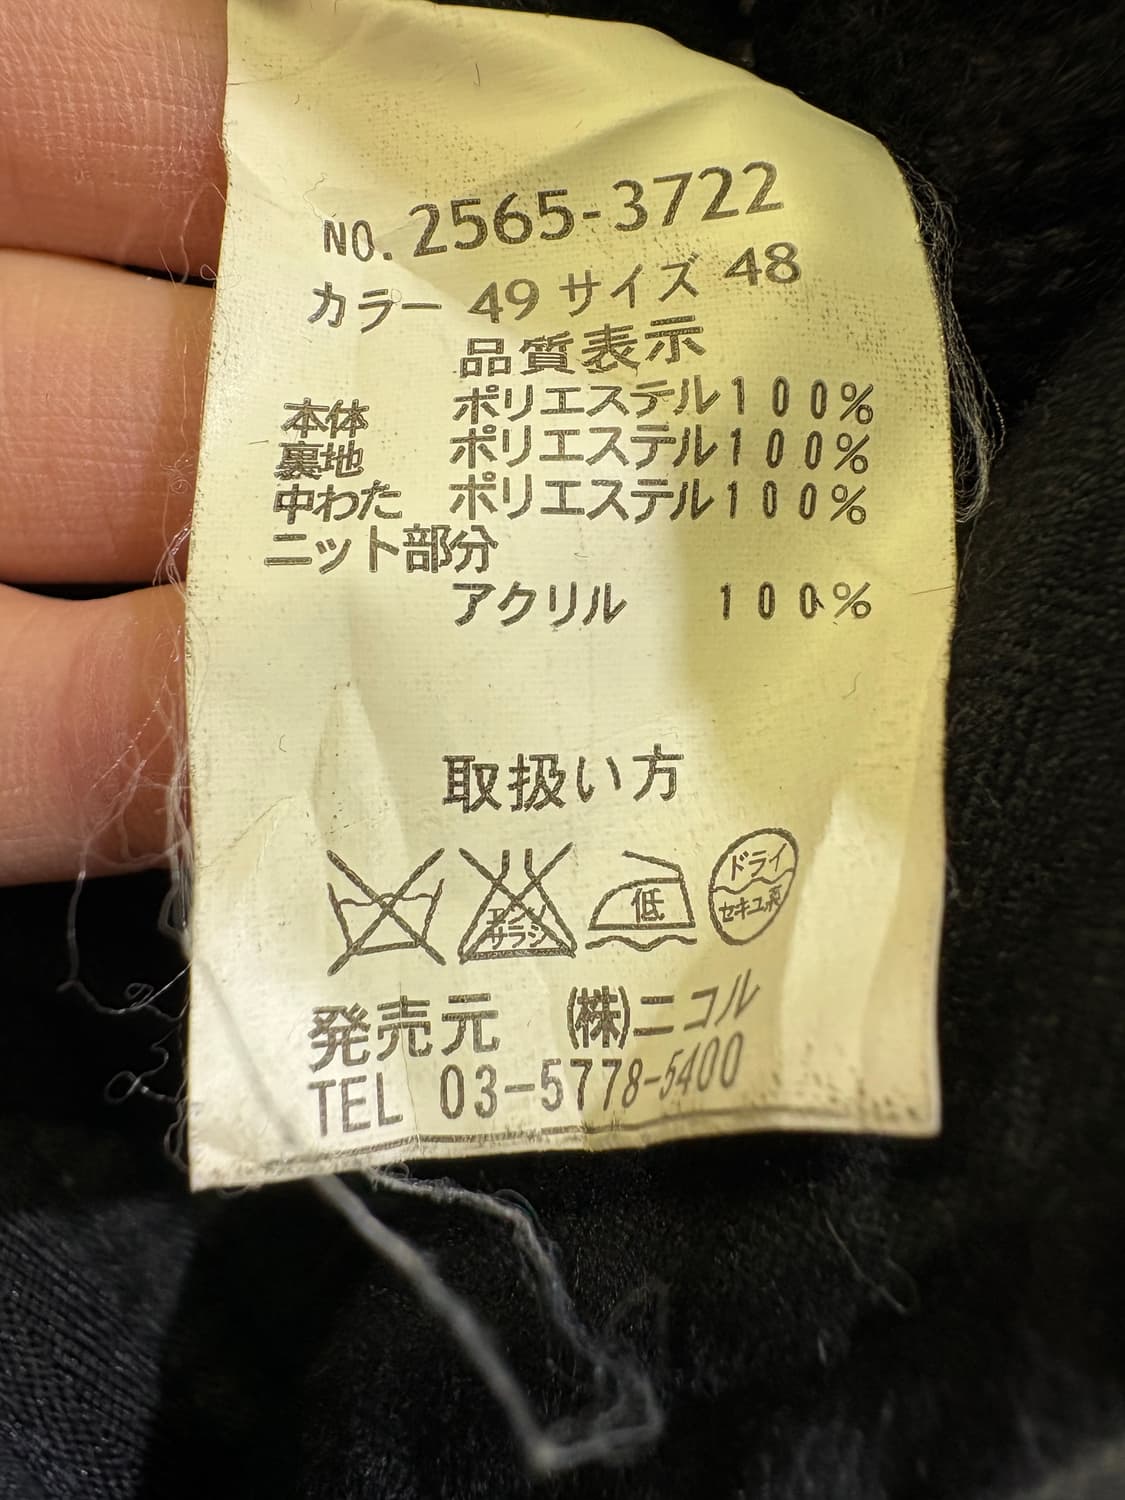 NO. 2565-3722
カラー 49 サイズ 48
品質表示
本体 ポリエステル100%
裏地 ポリエステル100%
中わた ポリエステル100%
ニット部分
アクリル 100%
取扱い方
エンソサラシ 低 ドライ セキユ系
発売元 (株)ニコル
TEL 03-5778-5400